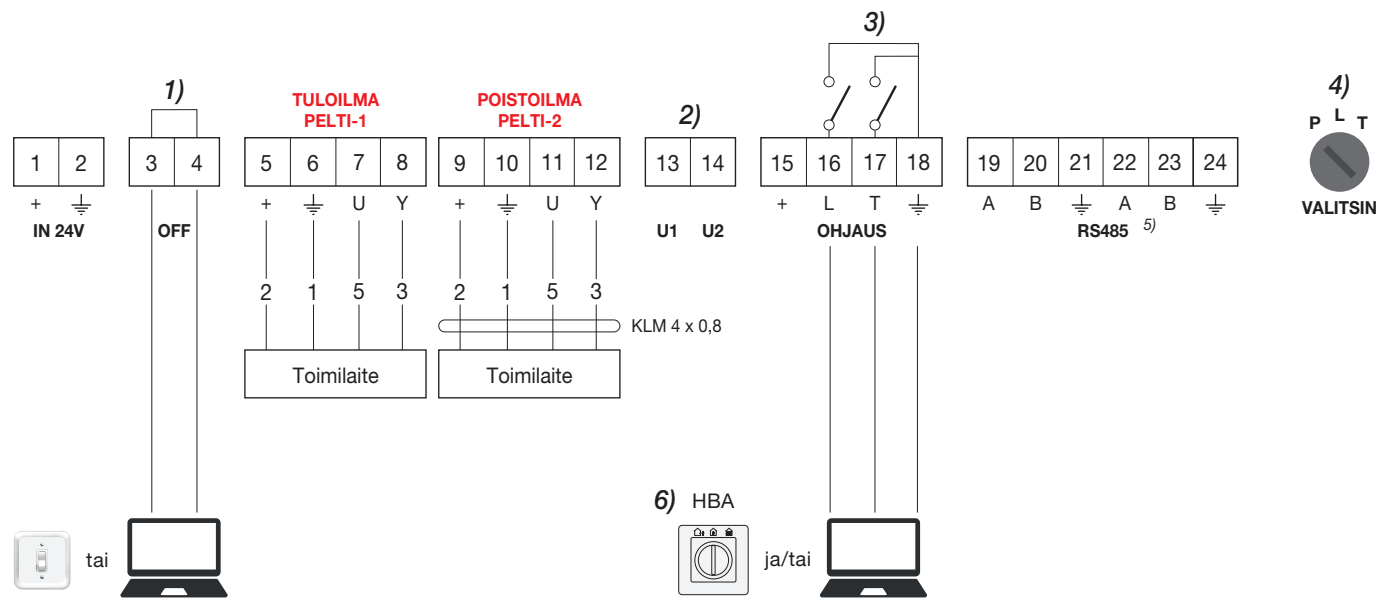 3)
1)
TULOILMA
PELTI-1
POISTOILMA
PELTI-2
2)
4)
P L T
VALITSIN
1 2 3 4 5 6 7 8 9 10 11 12 13 14 15 16 17 18 19 20 21 22 23 24
+ + U Y + U Y + L T A B A B
IN 24V OFF U1 U2 OHJAUS RS485 5)
2 1 5 3 2 1 5 3
KLM 4 x 0,8
Toimilaite Toimilaite
6) HBA
tai
ja/tai